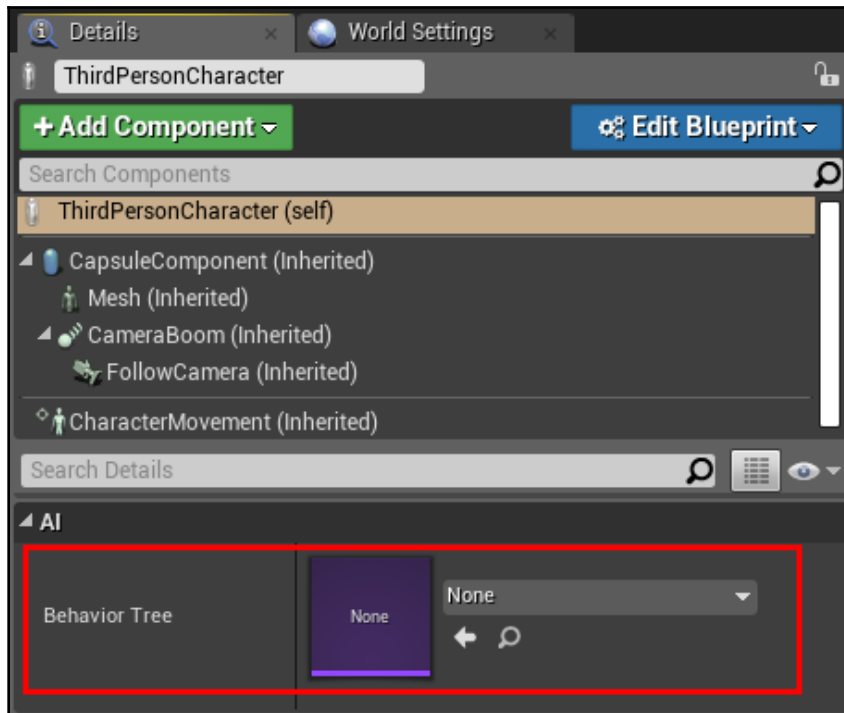 Details
World Settings
ThirdPersonCharacter
+ Add Component
Edit Blueprint
Search Components
ThirdPersonCharacter (self)
CapsuleComponent (Inherited)
Mesh (Inherited)
CameraBoom (Inherited)
FollowCamera (Inherited)
CharacterMovement (Inherited)
Search Details
AI
Behavior Tree
None
None